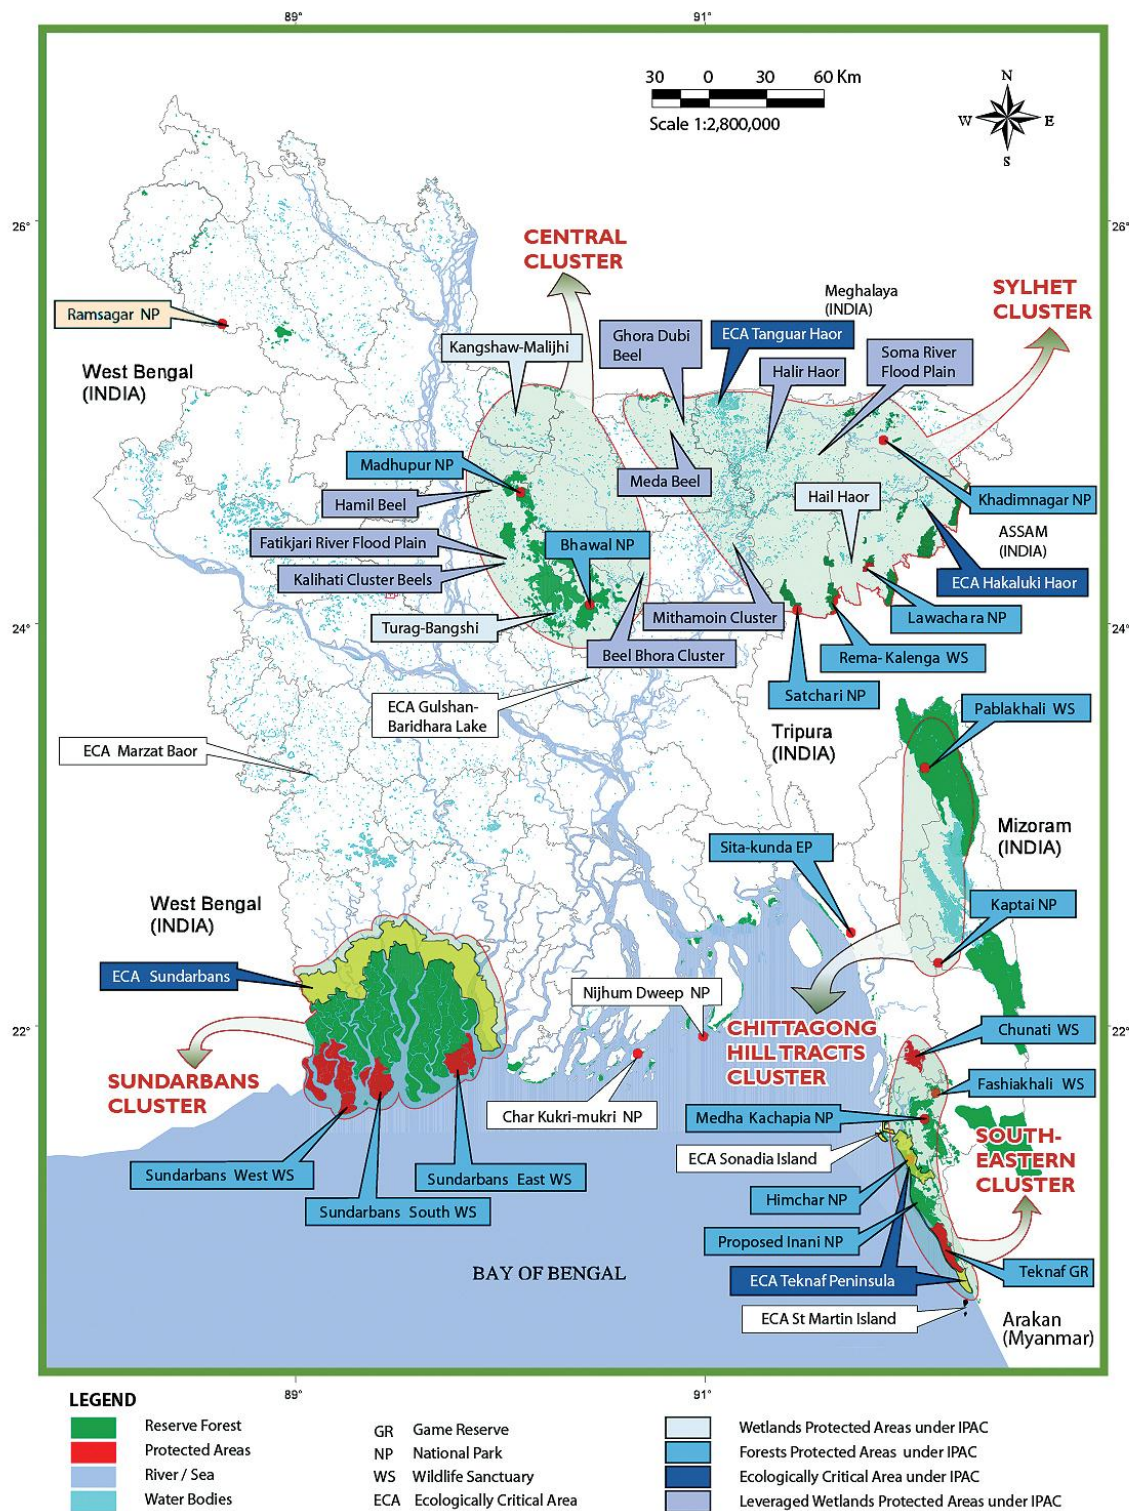 89°
91°
30 0 30 60 Km
Scale 1:2,800,000
N
W E
S
26°
26°
CENTRAL
CLUSTER
SYLHET
CLUSTER
Meghalaya
(INDIA)
Ramsagar NP
Kangshaw-Malijhi
Ghora Dubi
Beel
ECA Tanguar Haor
Halir Haor
Soma River
Flood Plain
West Bengal
(INDIA)
Madhupur NP
Hamil Beel
Meda Beel
Hail Haor
Khadimnagar NP
ASSAM
(INDIA)
Fatikjari River Flood Plain
Bhawal NP
Kalihati Cluster Beels
ECA Hakaluki Haor
24°
24°
Turag-Bangshi
Mithamoin Cluster
Lawachara NP
Beel Bhora Cluster
Rema-Kalenga WS
Satchari NP
ECA Gulshan-
Baridhara Lake
Pablakhali WS
Tripura
(INDIA)
ECA Marzat Baor
Mizoram
(INDIA)
Sita-kunda EP
West Bengal
(INDIA)
Kaptai NP
ECA Sundarbans
Nijhum Dweep NP
22°
22°
CHITTAGONG
HILL TRACTS
CLUSTER
Chunati WS
SUNDARBANS
CLUSTER
Fashiakhali WS
Char Kukri-mukri NP
Medha Kachapia NP
SOUTH-
EASTERN
CLUSTER
ECA Sonadia Island
Sundarbans West WS
Sundarbans East WS
Sundarbans South WS
Himchar NP
Proposed Inani NP
BAY OF BENGAL
ECA Teknaf Peninsula
Teknaf GR
ECA St Martin Island
Arakan
(Myanmar)
89°
91°
LEGEND
Reserve Forest
Protected Areas
River / Sea
Water Bodies
GR Game Reserve
NP National Park
WS Wildlife Sanctuary
ECA Ecologically Critical Area
Wetlands Protected Areas under IPAC
Forests Protected Areas under IPAC
Ecologically Critical Area under IPAC
Leveraged Wetlands Protected Areas under IPAC